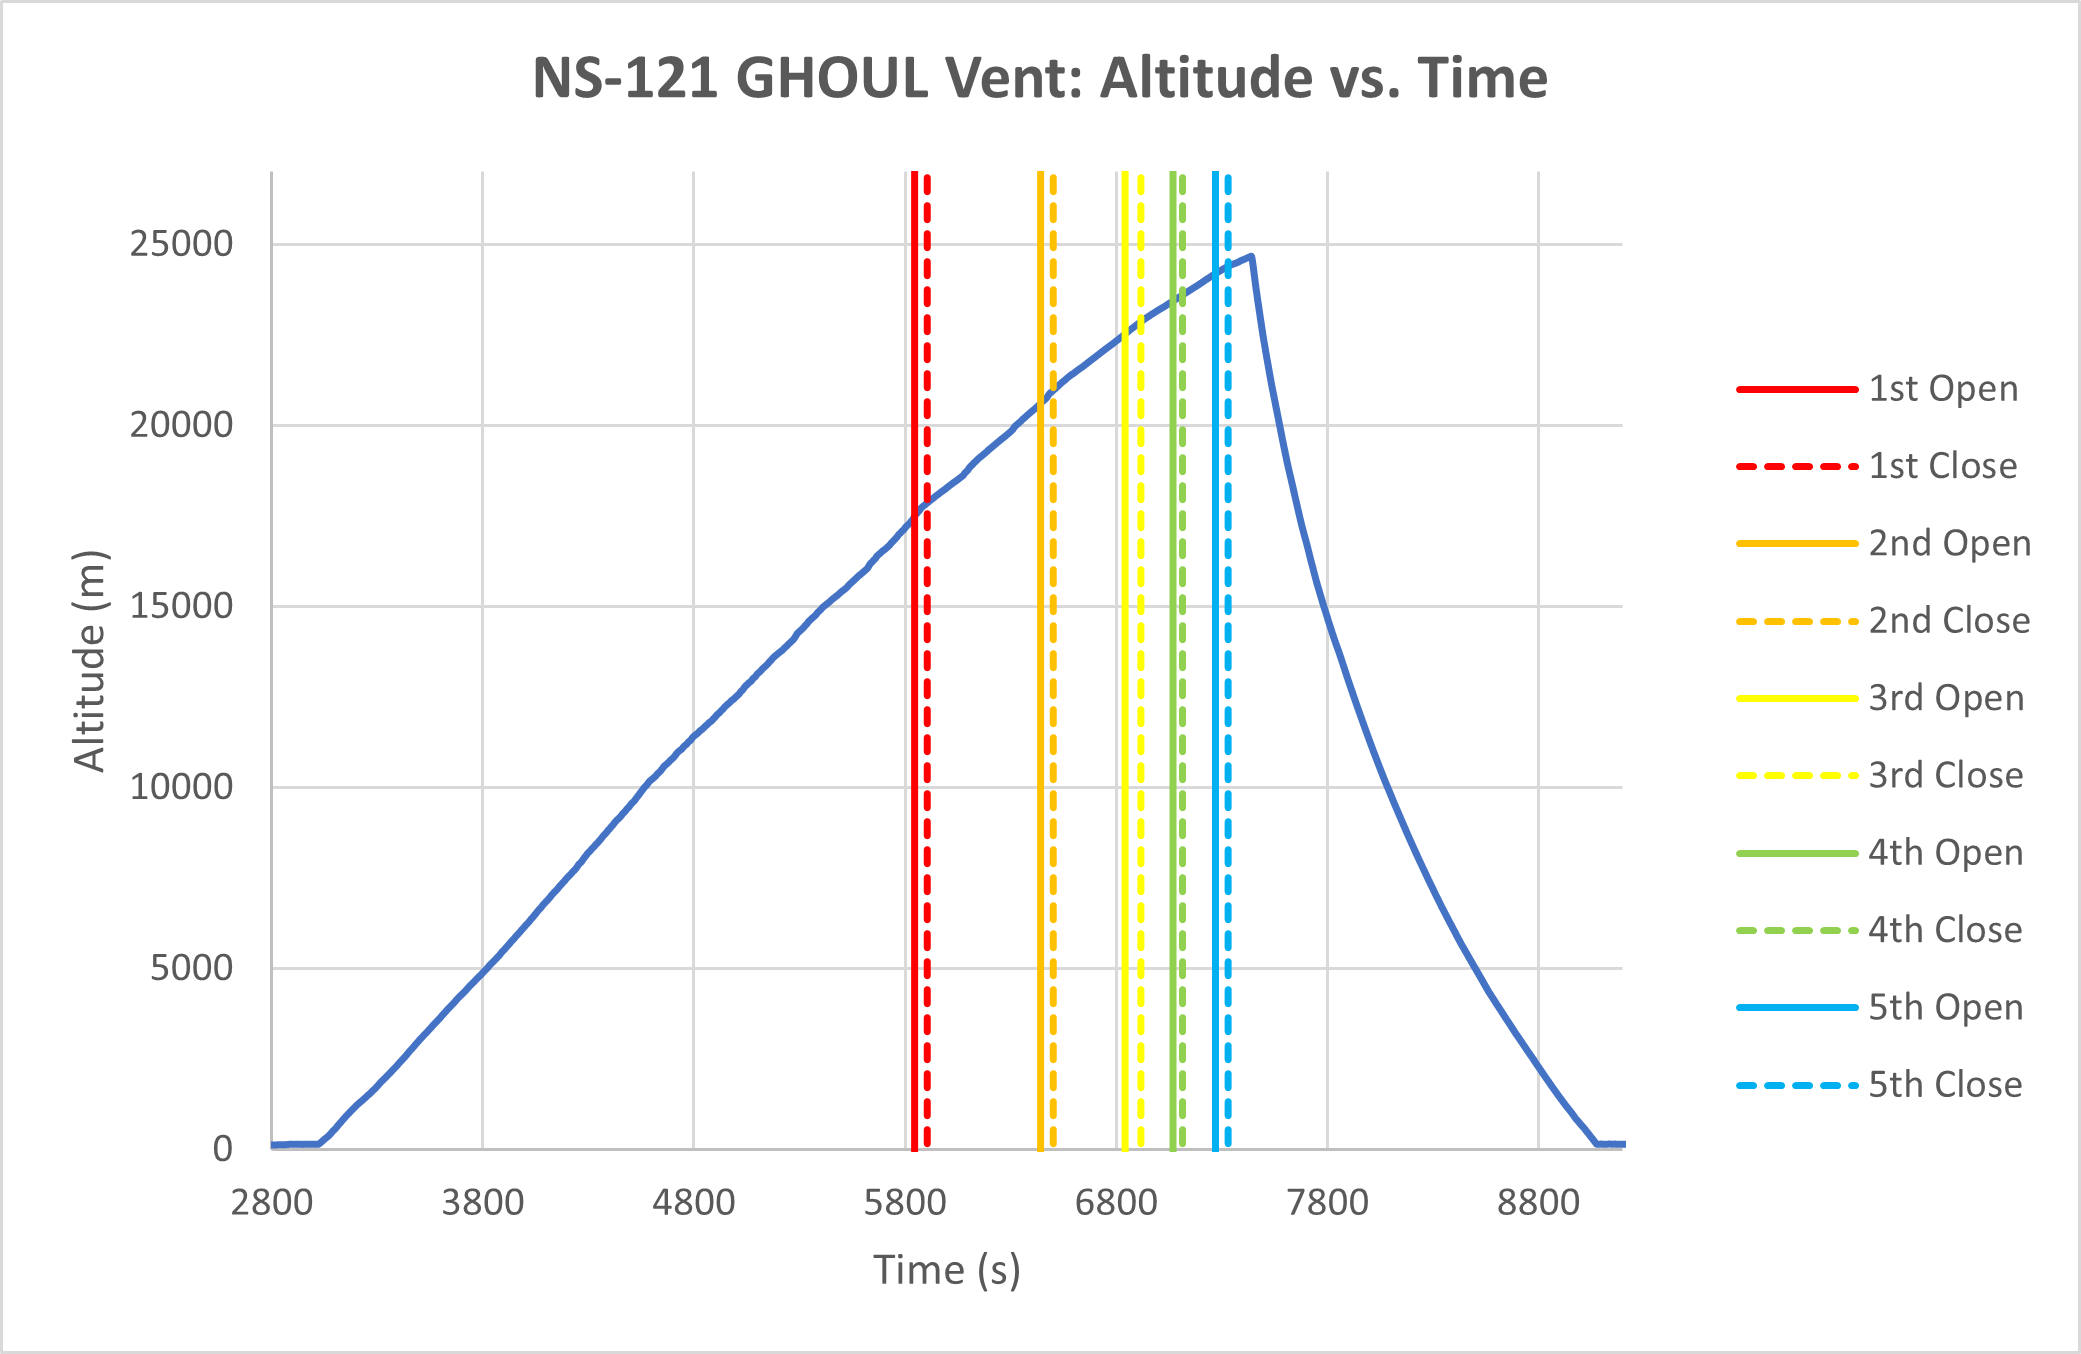 NS-121 GHOUL Vent: Altitude vs. Time
25000
20000
15000
10000
5000
0
Altitude (m)
2800 3800 4800 5800 6800 7800 8800
Time (s)
1st Open
1st Close
2nd Open
2nd Close
3rd Open
3rd Close
4th Open
4th Close
5th Open
5th Close